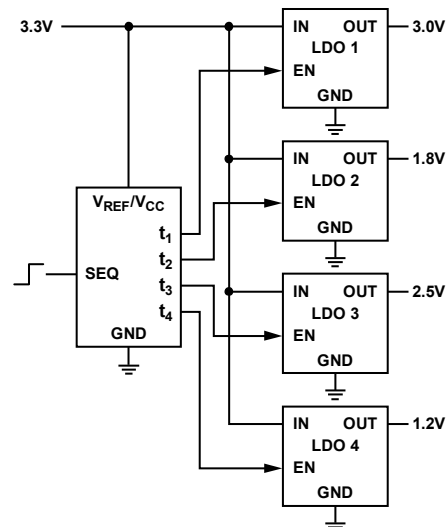 3.3V
IN OUT 3.0V
LDO 1
EN
GND
IN OUT 1.8V
LDO 2
EN
GND
V_REF/V_CC
t₁
t₂
SEQ
t₃
t₄
GND
IN OUT 2.5V
LDO 3
EN
GND
IN OUT 1.2V
LDO 4
EN
GND